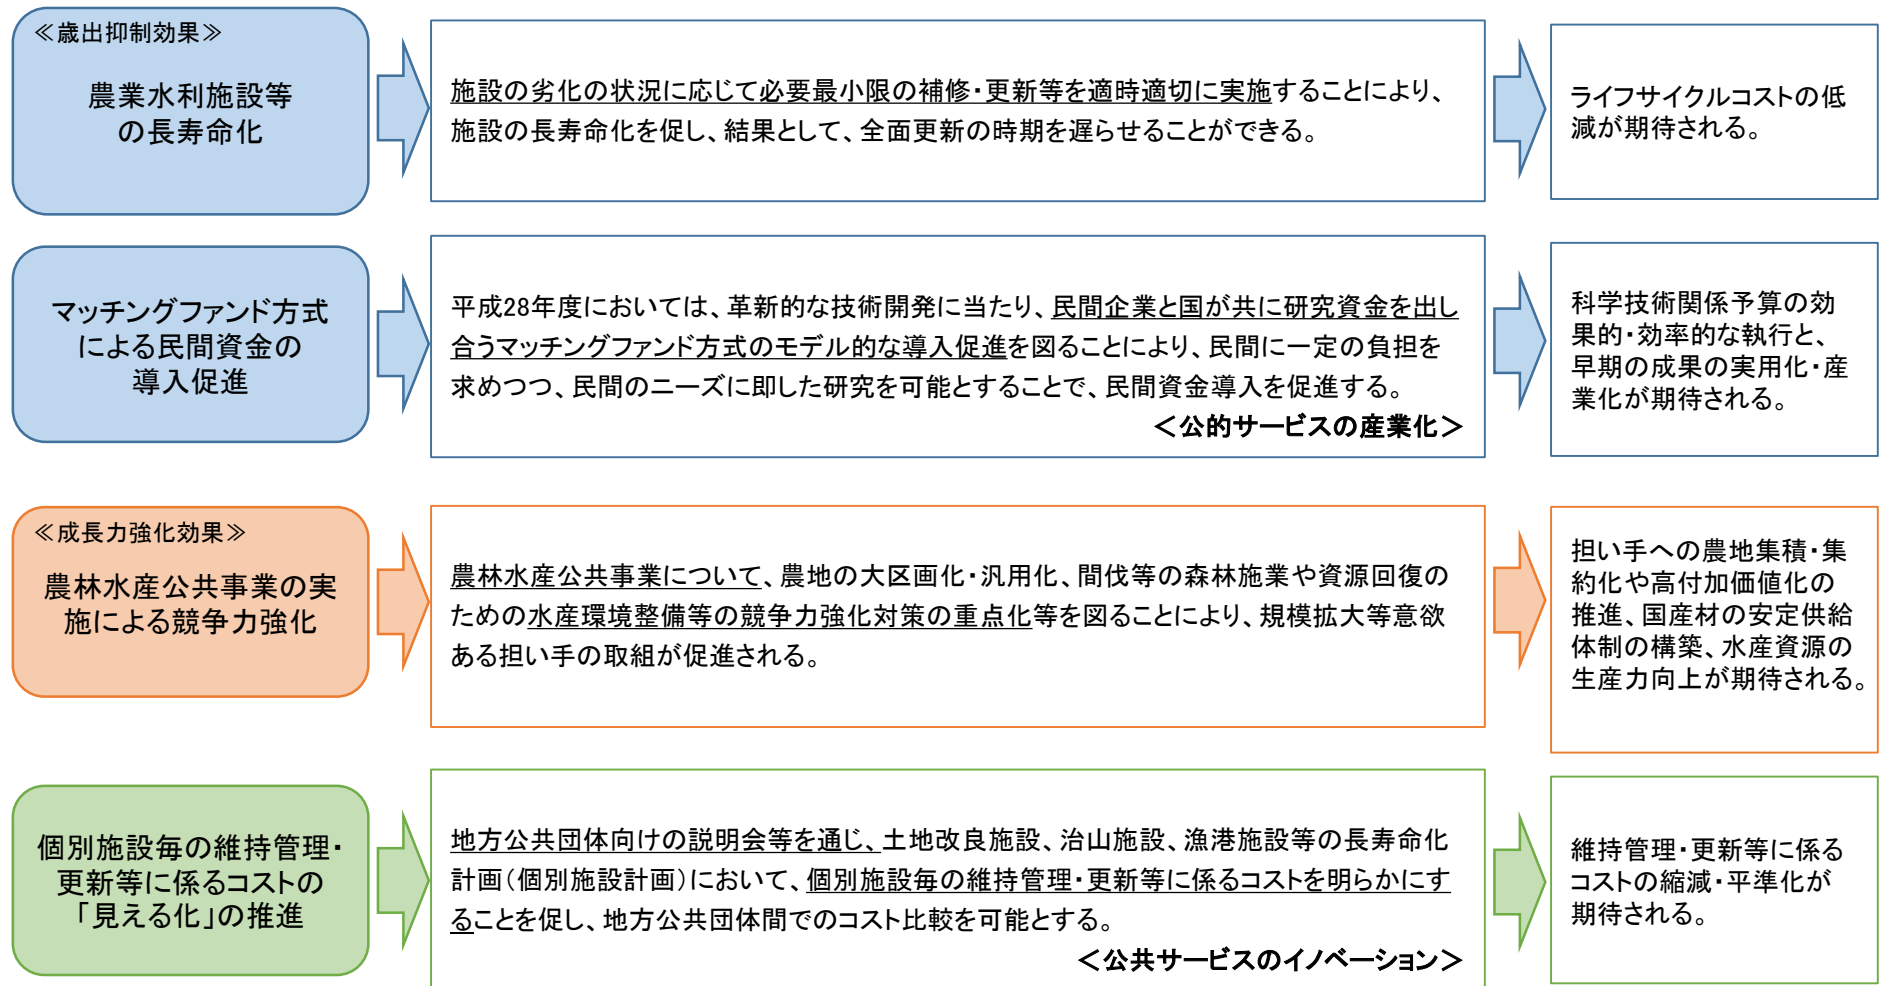 ≪歳出抑制効果≫
農業水利施設等
の長寿命化
施設の劣化の状況に応じて必要最小限の補修・更新等を適時適切に実施することにより、
施設の長寿命化を促し、結果として、全面更新の時期を遅らせることができる。
ライフサイクルコストの低
減が期待される。
マッチングファンド方式
による民間資金の
導入促進
平成28年度においては、革新的な技術開発に当たり、民間企業と国が共に研究資金を出し
合うマッチングファンド方式のモデル的な導入促進を図ることにより、民間に一定の負担を
求めつつ、民間のニーズに即した研究を可能とすることで、民間資金導入を促進する。
＜公的サービスの産業化＞
科学技術関係予算の効
果的・効率的な執行と、
早期の成果の実用化・産
業化が期待される。
≪成長力強化効果≫
農林水産公共事業の実
施による競争力強化
農林水産公共事業について、農地の大区画化・汎用化、間伐等の森林施業や資源回復の
ための水産環境整備等の競争力強化対策の重点化等を図ることにより、規模拡大等意欲
ある担い手の取組が促進される。
担い手への農地集積・集
約化や高付加価値化の
推進、国産材の安定供給
体制の構築、水産資源の
生産力向上が期待される。
個別施設毎の維持管理・
更新等に係るコストの
「見える化」の推進
地方公共団体向けの説明会等を通じ、土地改良施設、治山施設、漁港施設等の長寿命化
計画（個別施設計画）において、個別施設毎の維持管理・更新等に係るコストを明らかにす
ることを促し、地方公共団体間でのコスト比較を可能とする。
＜公共サービスのイノベーション＞
維持管理・更新等に係る
コストの縮減・平準化が
期待される。